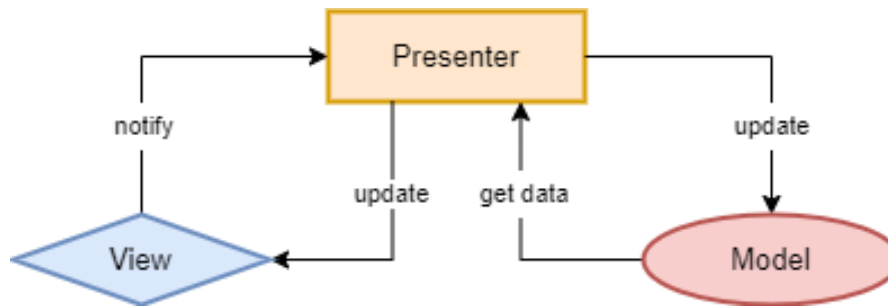 Presenter
notify
update
update
get data
View
Model